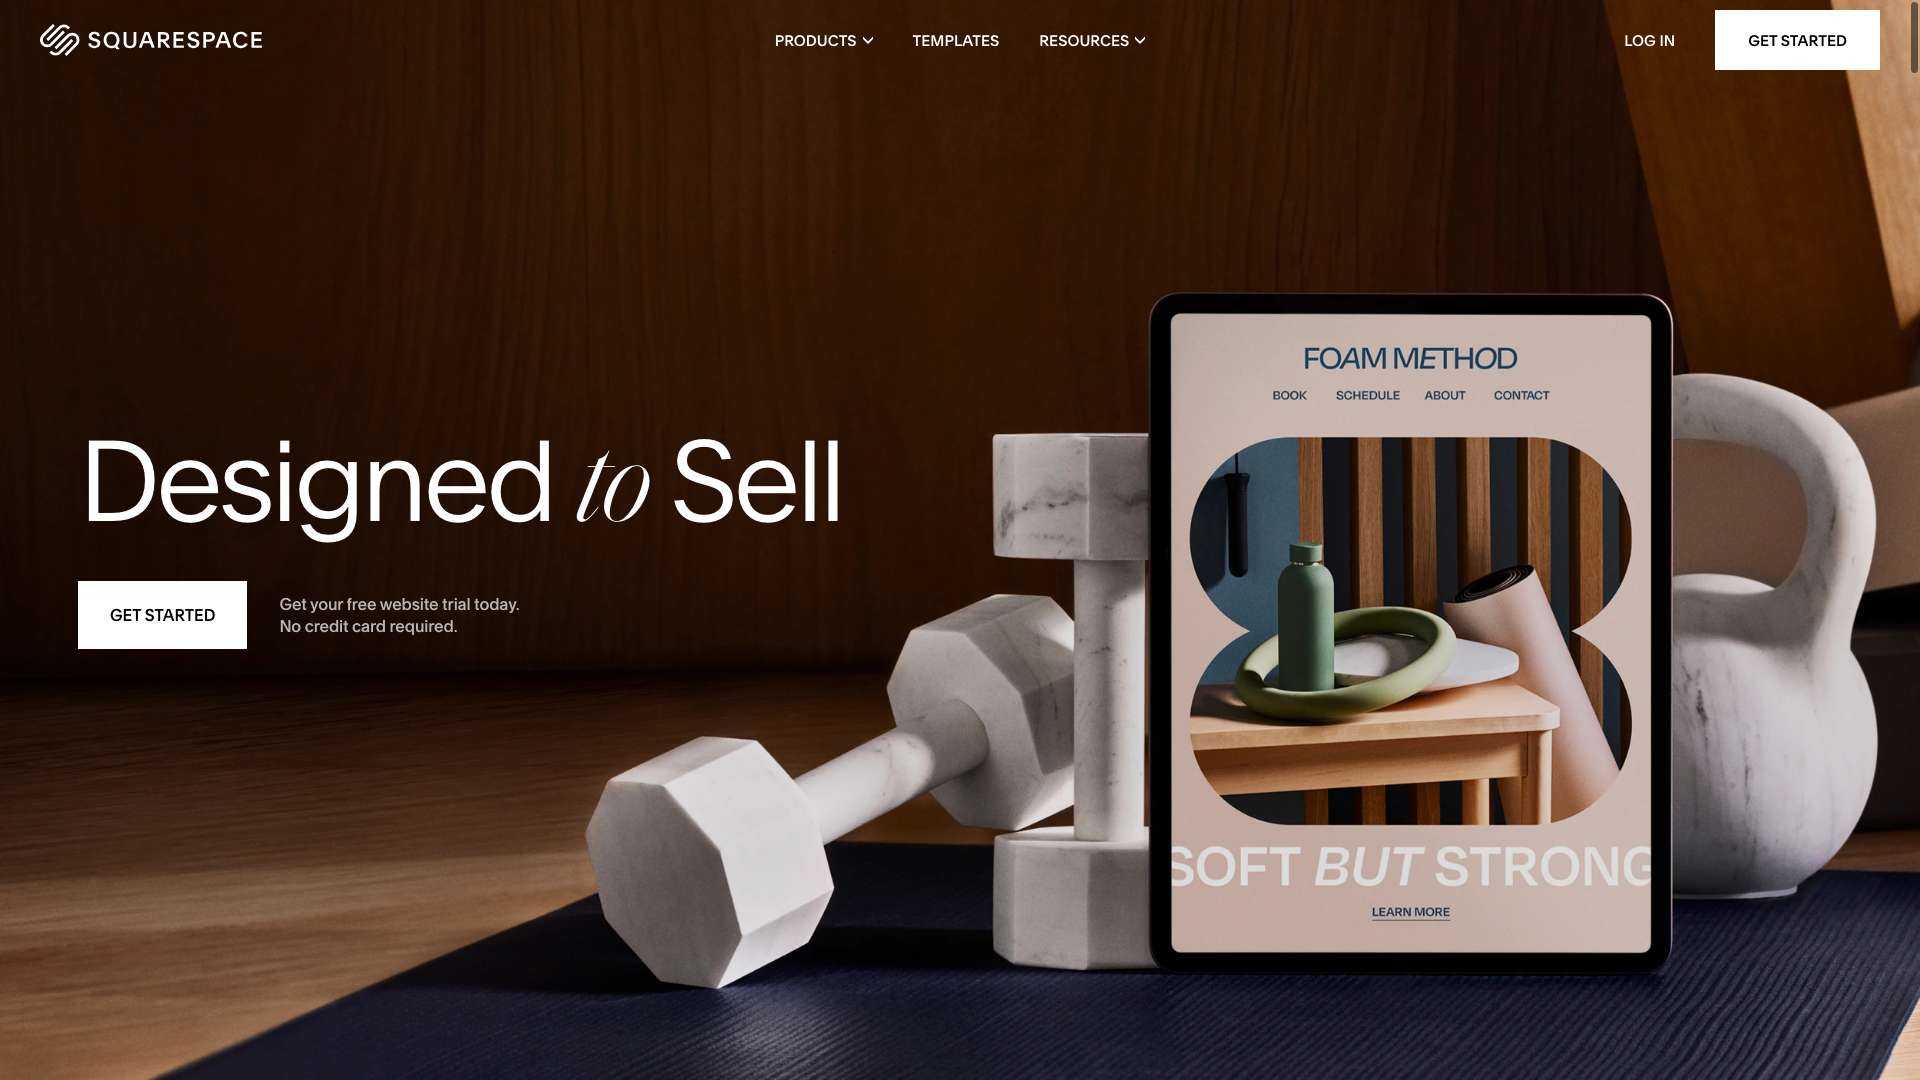 SQUARESPACE
PRODUCTS
TEMPLATES
RESOURCES
LOG IN
GET STARTED
Designed to Sell
GET STARTED
Get your free website trial today.
No credit card required.
FOAM METHOD
BOOK SCHEDULE ABOUT CONTACT
SOFT BUT STRONG
LEARN MORE